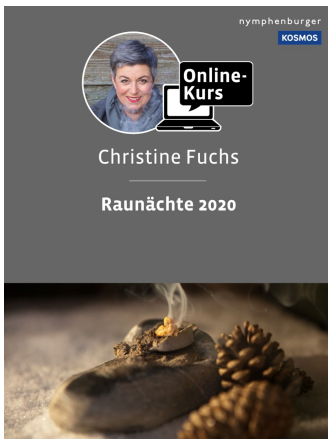 nymphenburger
KOSMOS
Online-
Kurs
Christine Fuchs
Raunächte 2020